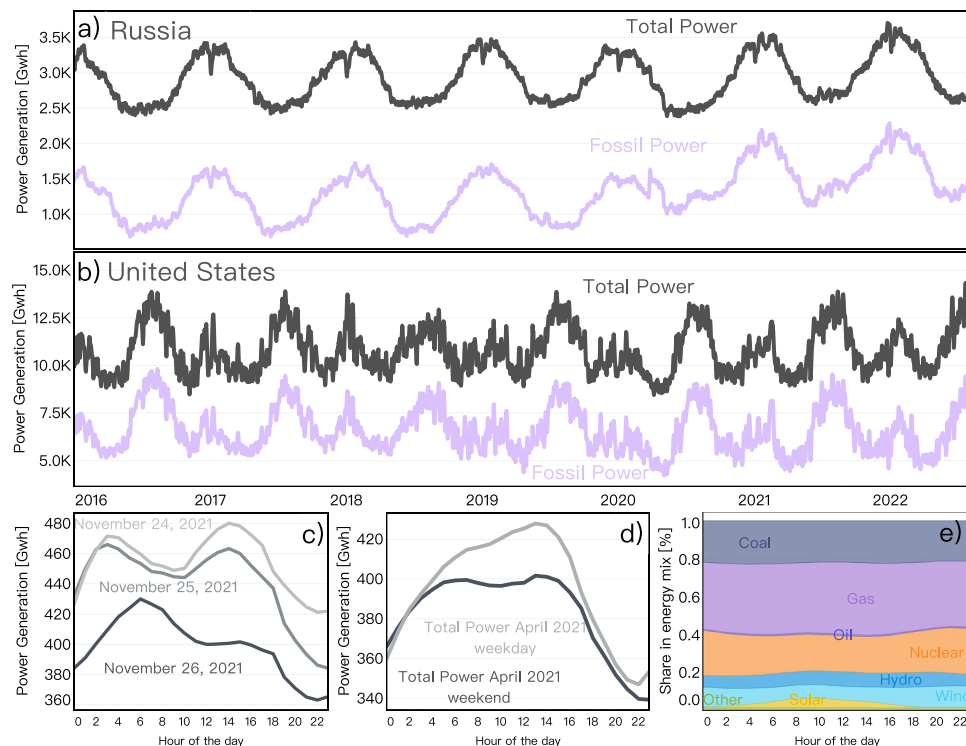 a) Russia
Total Power
Fossil Power
Power Generation [Gwh]
3.5K
3.0K
2.5K
2.0K
1.5K
1.0K
b) United States
Total Power
Fossil Power
Power Generation [Gwh]
15.0K
12.5K
10.0K
7.5K
5.0K
2016 2017 2018 2019 2020 2021 2022
c)
November 24, 2021
November 25, 2021
November 26, 2021
Power Generation [Gwh]
480
460
440
420
400
380
360
0 2 4 6 8 10 12 14 16 18 20 22
Hour of the day
d)
Total Power April 2021
weekday
Total Power April 2021
weekend
Power Generation [Gwh]
420
400
380
360
340
0 2 4 6 8 10 12 14 16 18 20 22
Hour of the day
e)
Coal
Gas
Oil
Nuclear
Hydro
Wind
Other
Solar
Share in energy mix [%]
1.0
0.8
0.6
0.4
0.2
0.0
0 2 4 6 8 10 12 14 16 18 20 22
Hour of the day